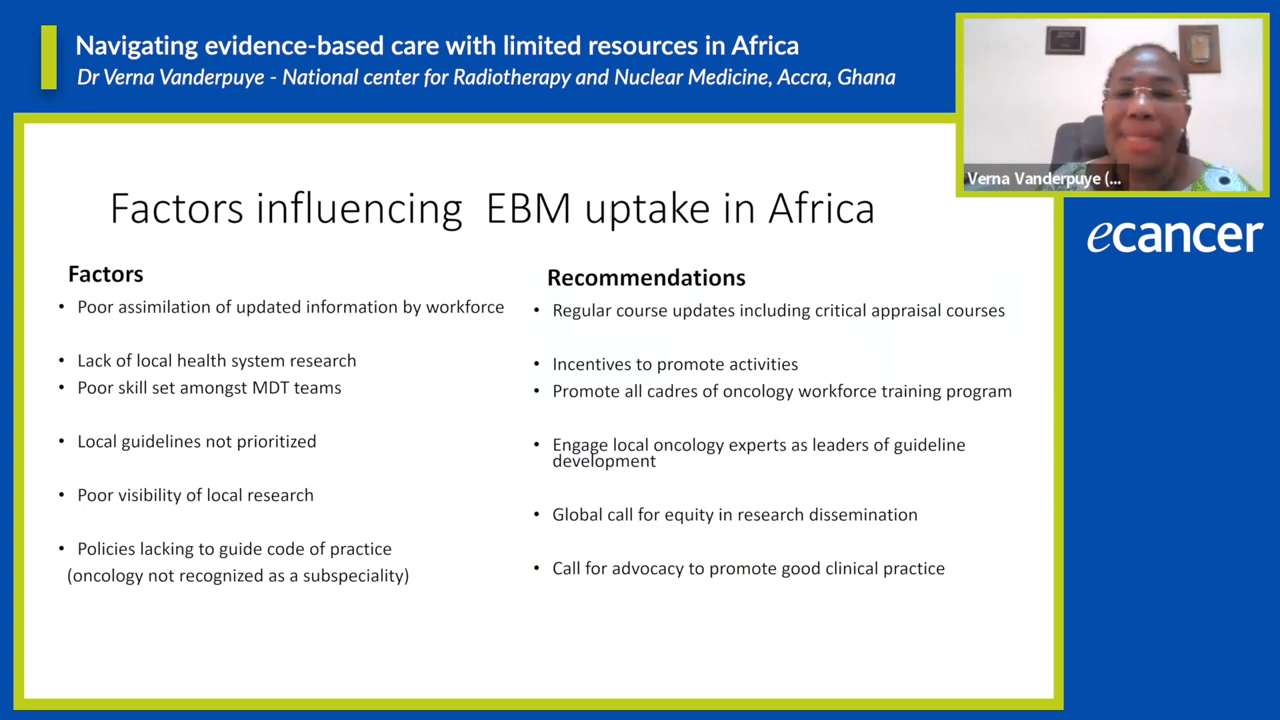 Navigating evidence-based care with limited resources in Africa
Dr Verna Vanderpuye - National center for Radiotherapy and Nuclear Medicine, Accra, Ghana
Verna Vanderpuye (...
ecancer
Factors influencing EBM uptake in Africa
Factors
• Poor assimilation of updated information by workforce
• Lack of local health system research
• Poor skill set amongst MDT teams
• Local guidelines not prioritized
• Poor visibility of local research
• Policies lacking to guide code of practice
(oncology not recognized as a subspeciality)
Recommendations
• Regular course updates including critical appraisal courses
• Incentives to promote activities
• Promote all cadres of oncology workforce training program
• Engage local oncology experts as leaders of guideline
development
• Global call for equity in research dissemination
• Call for advocacy to promote good clinical practice